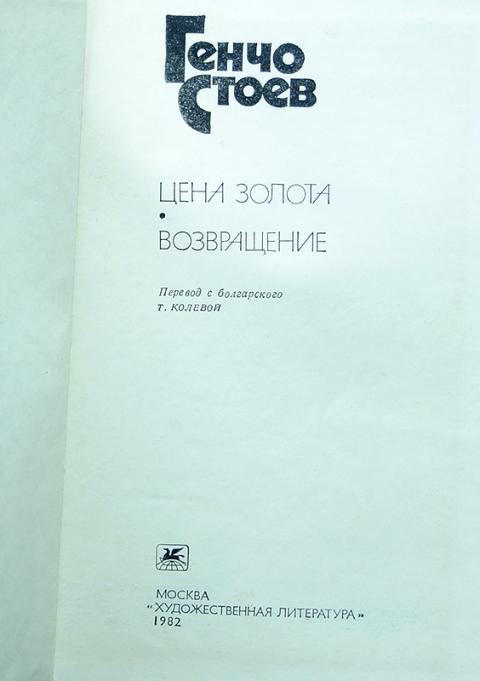 Генчо
Стоев
ЦЕНА ЗОЛОТА
•
ВОЗВРАЩЕНИЕ
Перевод с болгарского
Т. КОЛЕВОЙ
МОСКВА
"ХУДОЖЕСТВЕННАЯ ЛИТЕРАТУРА"
1982